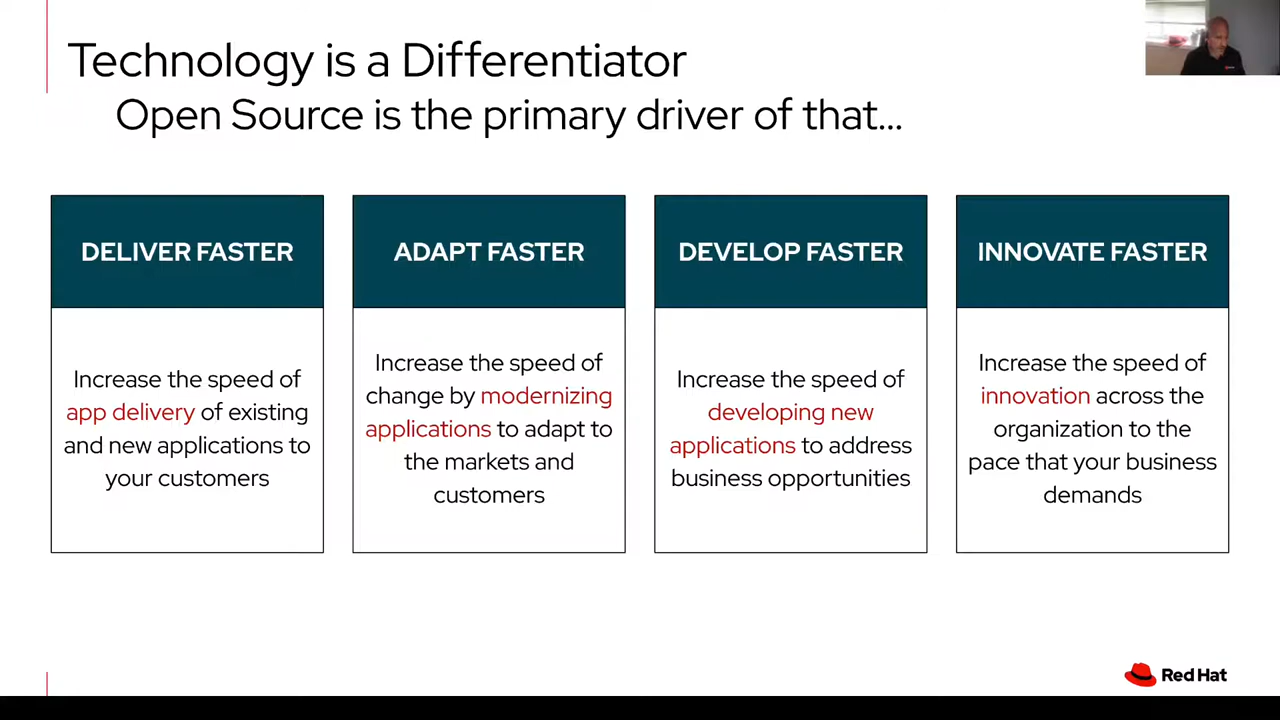 Technology is a Differentiator
Open Source is the primary driver of that...
DELIVER FASTER
Increase the speed of
app delivery of existing
and new applications to
your customers
ADAPT FASTER
Increase the speed of
change by modernizing
applications to adapt to
the markets and
customers
DEVELOP FASTER
Increase the speed of
developing new
applications to address
business opportunities
INNOVATE FASTER
Increase the speed of
innovation across the
organization to the
pace that your business
demands
Red Hat